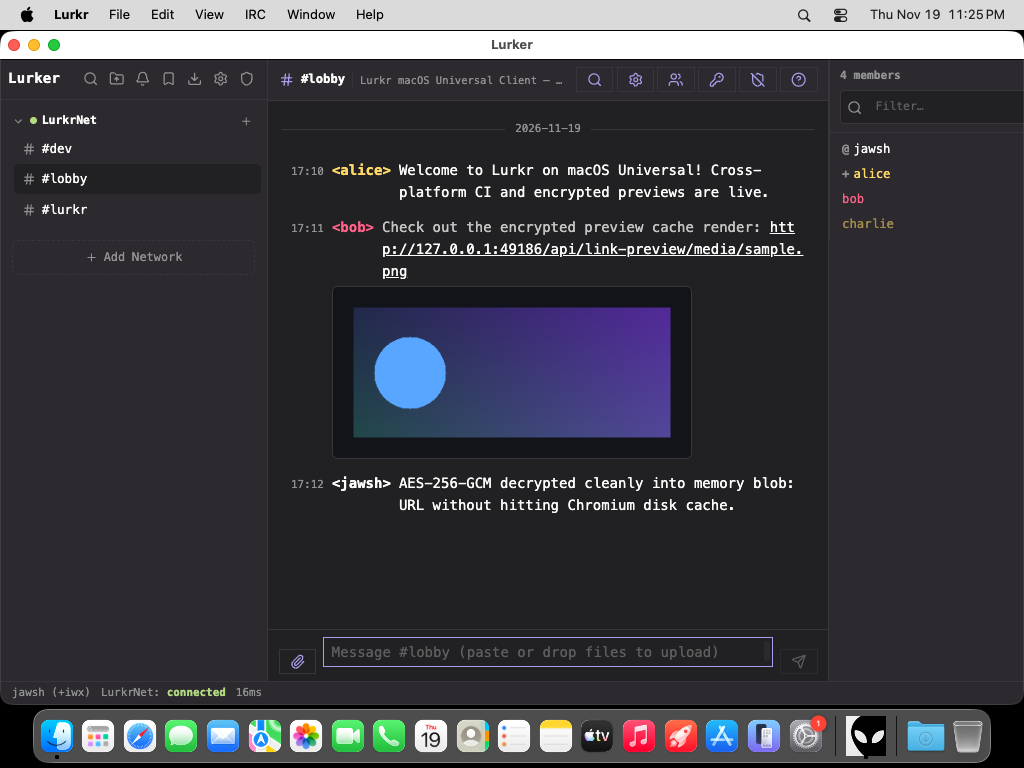 Lurkr File Edit View IRC Window Help Thu Nov 19 11:25 PM
Lurker
Lurker
LurkrNet
# #dev
# #lobby
# #lurkr
+ Add Network
# #lobby Lurkr macOS Universal Client — …
2026-11-19
17:10 <alice> Welcome to Lurkr on macOS Universal! Cross-
platform CI and encrypted previews are live.
17:11 <bob> Check out the encrypted preview cache render: htt
p://127.0.0.1:49186/api/link-preview/media/sample.
png
17:12 <jawsh> AES-256-GCM decrypted cleanly into memory blob:
URL without hitting Chromium disk cache.
Message #lobby (paste or drop files to upload)
4 members
Filter…
@ jawsh
+ alice
bob
charlie
jawsh (+iwx) LurkrNet: connected 16ms
Thu
19
tv
1